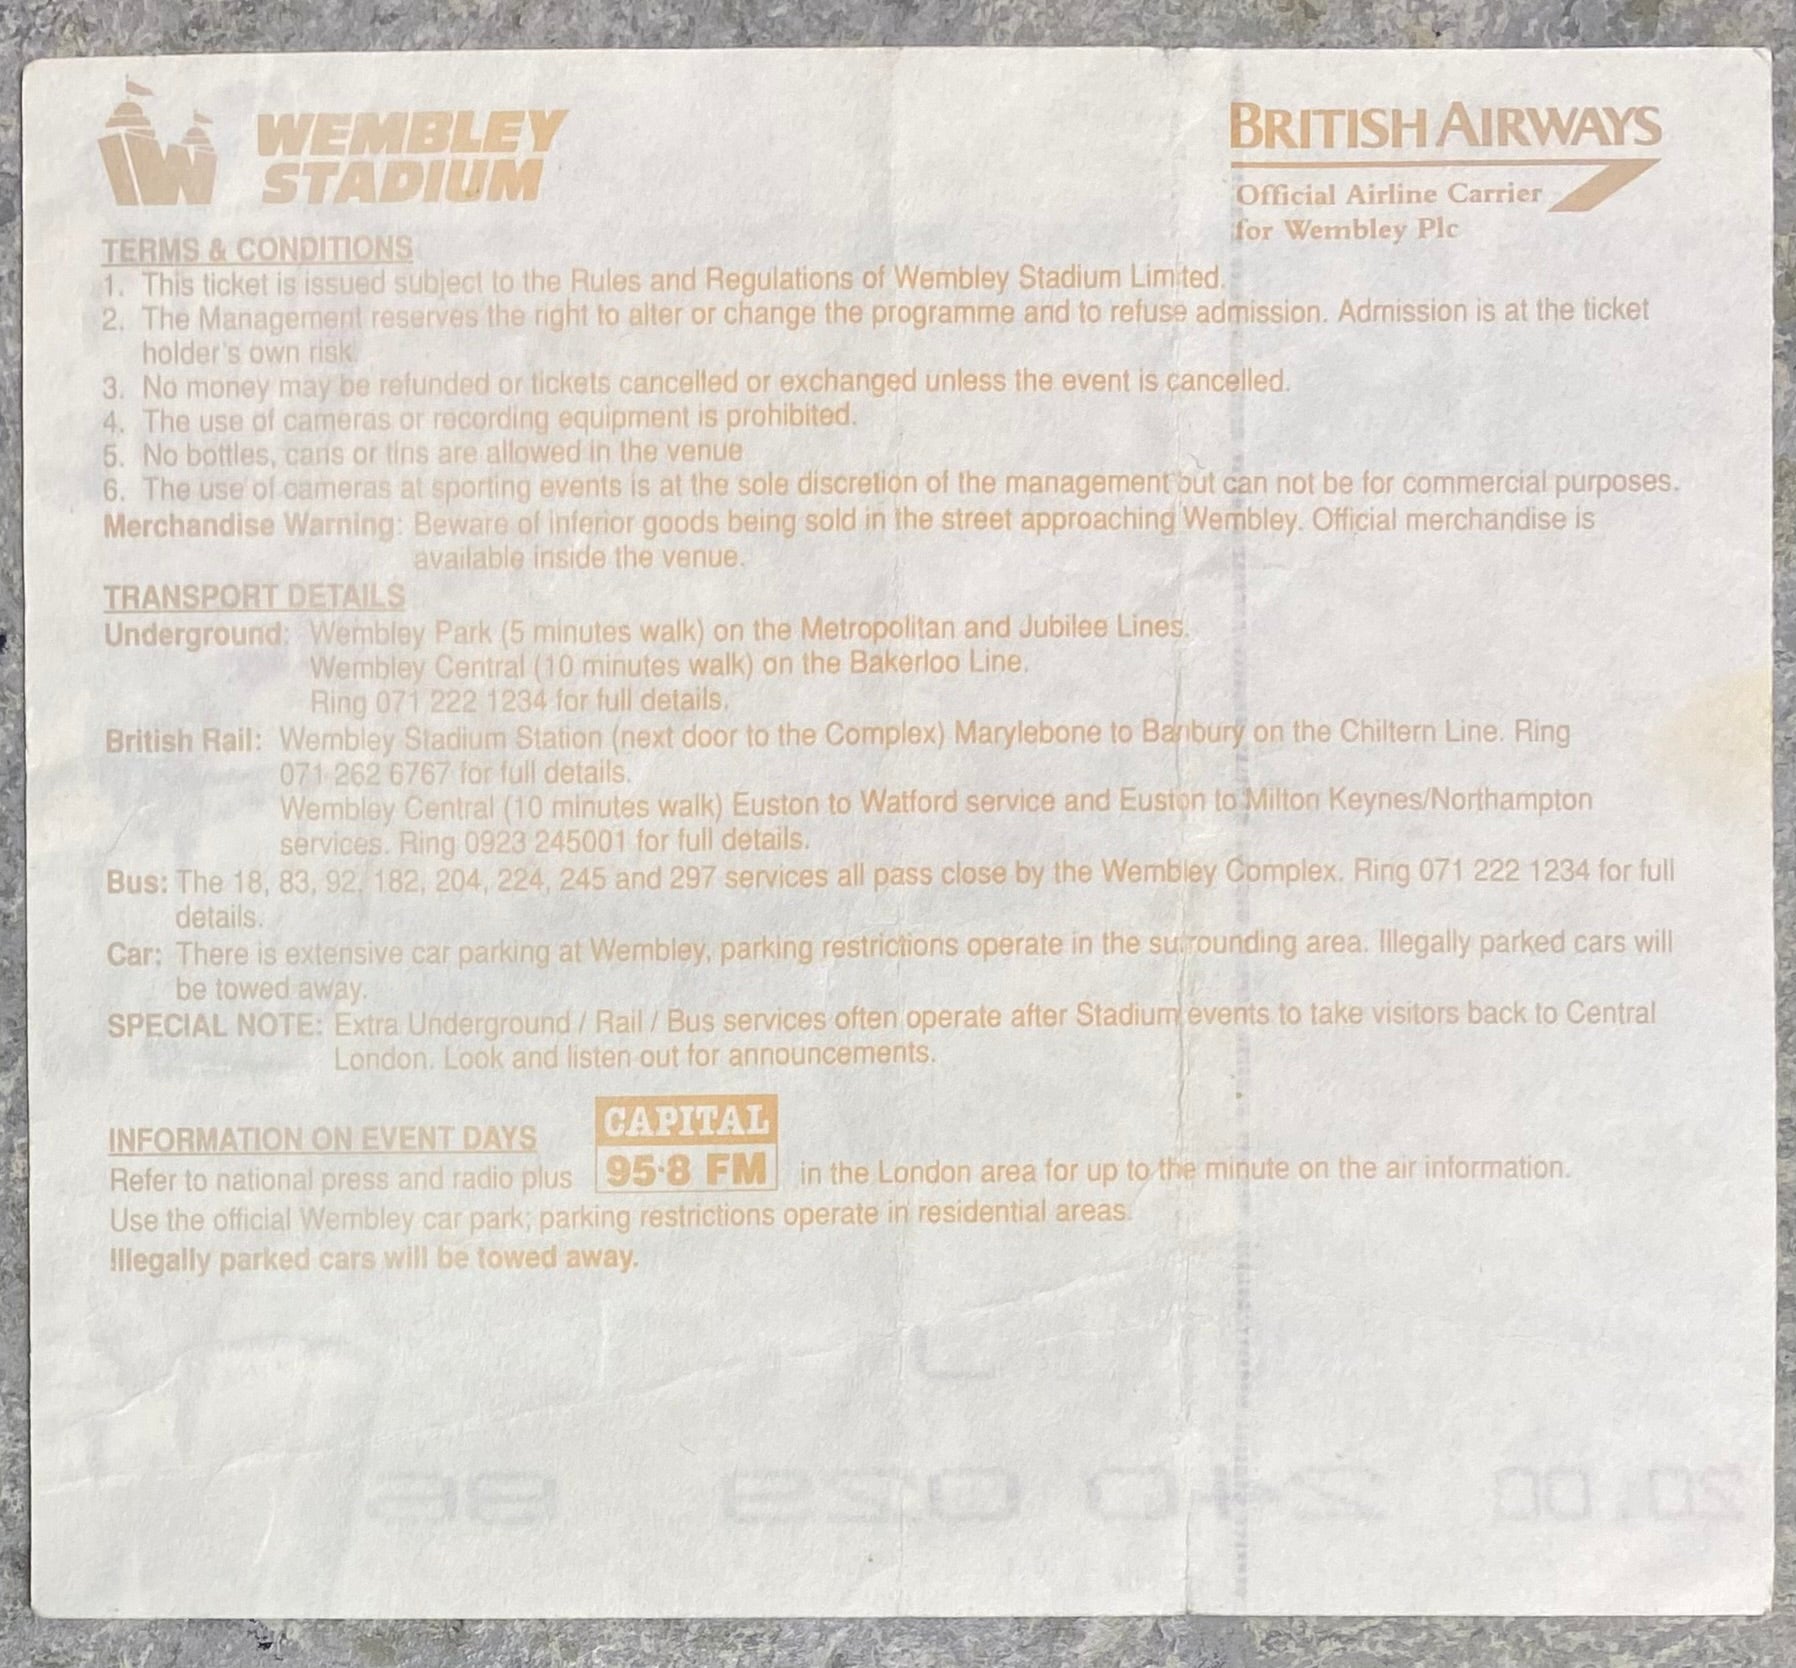 WEMBLEY
STADIUM
BRITISH AIRWAYS
Official Airline Carrier
for Wembley Plc
TERMS & CONDITIONS
1. This ticket is issued subject to the Rules and Regulations of Wembley Stadium Limited.
2. The Management reserves the right to alter or change the programme and to refuse admission. Admission is at the ticket
holder's own risk.
3. No money may be refunded or tickets cancelled or exchanged unless the event is cancelled.
4. The use of cameras or recording equipment is prohibited.
5. No bottles, cans or tins are allowed in the venue
6. The use of cameras at sporting events is at the sole discretion of the management but can not be for commercial purposes.
Merchandise Warning: Beware of inferior goods being sold in the street approaching Wembley. Official merchandise is
available inside the venue.
TRANSPORT DETAILS
Underground: Wembley Park (5 minutes walk) on the Metropolitan and Jubilee Lines.
Wembley Central (10 minutes walk) on the Bakerloo Line.
Ring 071 222 1234 for full details.
British Rail: Wembley Stadium Station (next door to the Complex) Marylebone to Banbury on the Chiltern Line. Ring
071 262 6767 for full details.
Wembley Central (10 minutes walk) Euston to Watford service and Euston to Milton Keynes/Northampton
services. Ring 0923 245001 for full details.
Bus: The 18, 83, 92, 182, 204, 224, 245 and 297 services all pass close by the Wembley Complex. Ring 071 222 1234 for full
details.
Car: There is extensive car parking at Wembley, parking restrictions operate in the surrounding area. Illegally parked cars will
be towed away.
SPECIAL NOTE: Extra Underground / Rail / Bus services often operate after Stadium events to take visitors back to Central
London. Look and listen out for announcements.
INFORMATION ON EVENT DAYS
Refer to national press and radio plus CAPITAL 95·8 FM in the London area for up to the minute on the air information.
Use the official Wembley car park; parking restrictions operate in residential areas.
Illegally parked cars will be towed away.